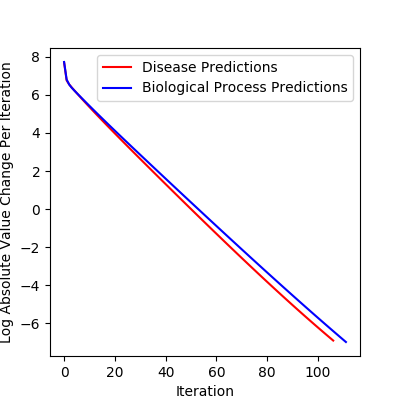 Log Absolute Value Change Per Iteration
8
6
4
2
0
−2
−4
−6
Disease Predictions
Biological Process Predictions
0 20 40 60 80 100
Iteration